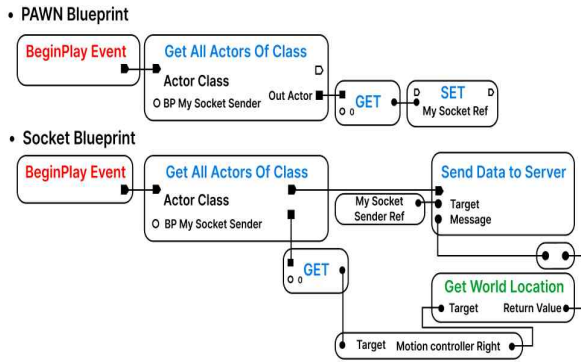 • PAWN Blueprint
BeginPlay Event
Get All Actors Of Class
Actor Class
BP My Socket Sender
Out Actor
GET
0
SET
My Socket Ref
• Socket Blueprint
BeginPlay Event
Get All Actors Of Class
Actor Class
BP My Socket Sender
GET
0
My Socket
Sender Ref
Send Data to Server
Target
Message
Get World Location
Target Return Value
Target Motion controller Right